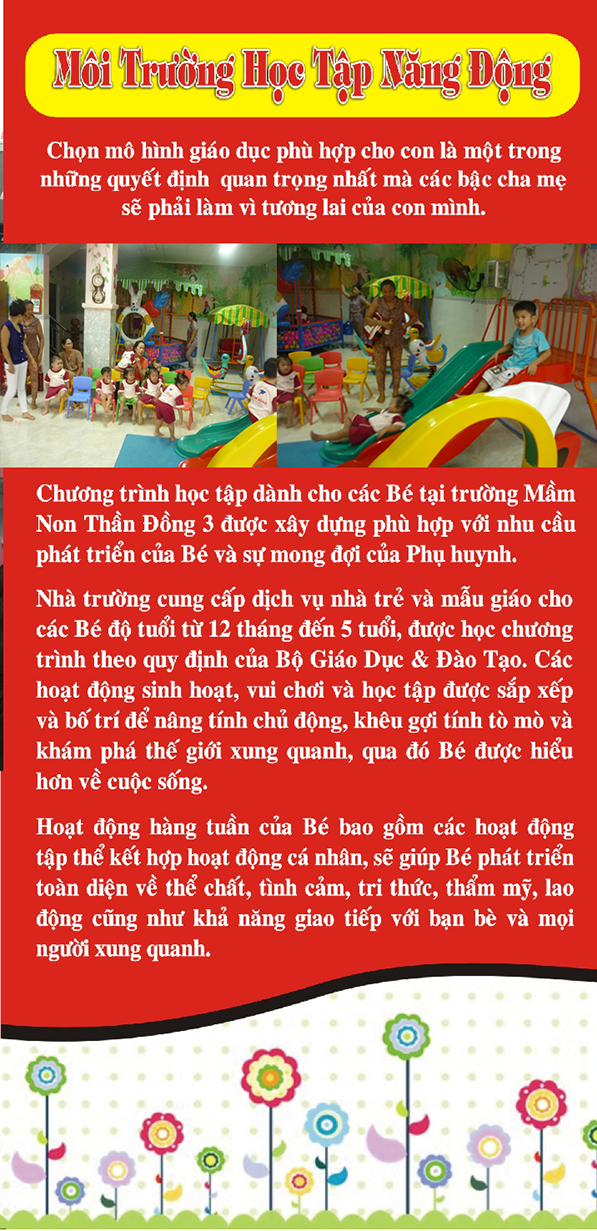 Môi Trường Học Tập Năng Động
Chọn mô hình giáo dục phù hợp cho con là một trong
những quyết định quan trọng nhất mà các bậc cha mẹ
sẽ phải làm vì tương lai của con mình.
Chương trình học tập dành cho các Bé tại trường Mầm
Non Thần Đồng 3 được xây dựng phù hợp với nhu cầu
phát triển của Bé và sự mong đợi của Phụ huynh.
Nhà trường cung cấp dịch vụ nhà trẻ và mẫu giáo cho
các Bé độ tuổi từ 12 tháng đến 5 tuổi, được học chương
trình theo quy định của Bộ Giáo Dục & Đào Tạo. Các
hoạt động sinh hoạt, vui chơi và học tập được sắp xếp
và bố trí để nâng tính chủ động, khêu gợi tính tò mò và
khám phá thế giới xung quanh, qua đó Bé được hiểu
hơn về cuộc sống.
Hoạt động hàng tuần của Bé bao gồm các hoạt động
tập thể kết hợp hoạt động cá nhân, sẽ giúp Bé phát triển
toàn diện về thể chất, tình cảm, tri thức, thẩm mỹ, lao
động cũng như khả năng giao tiếp với bạn bè và mọi
người xung quanh.